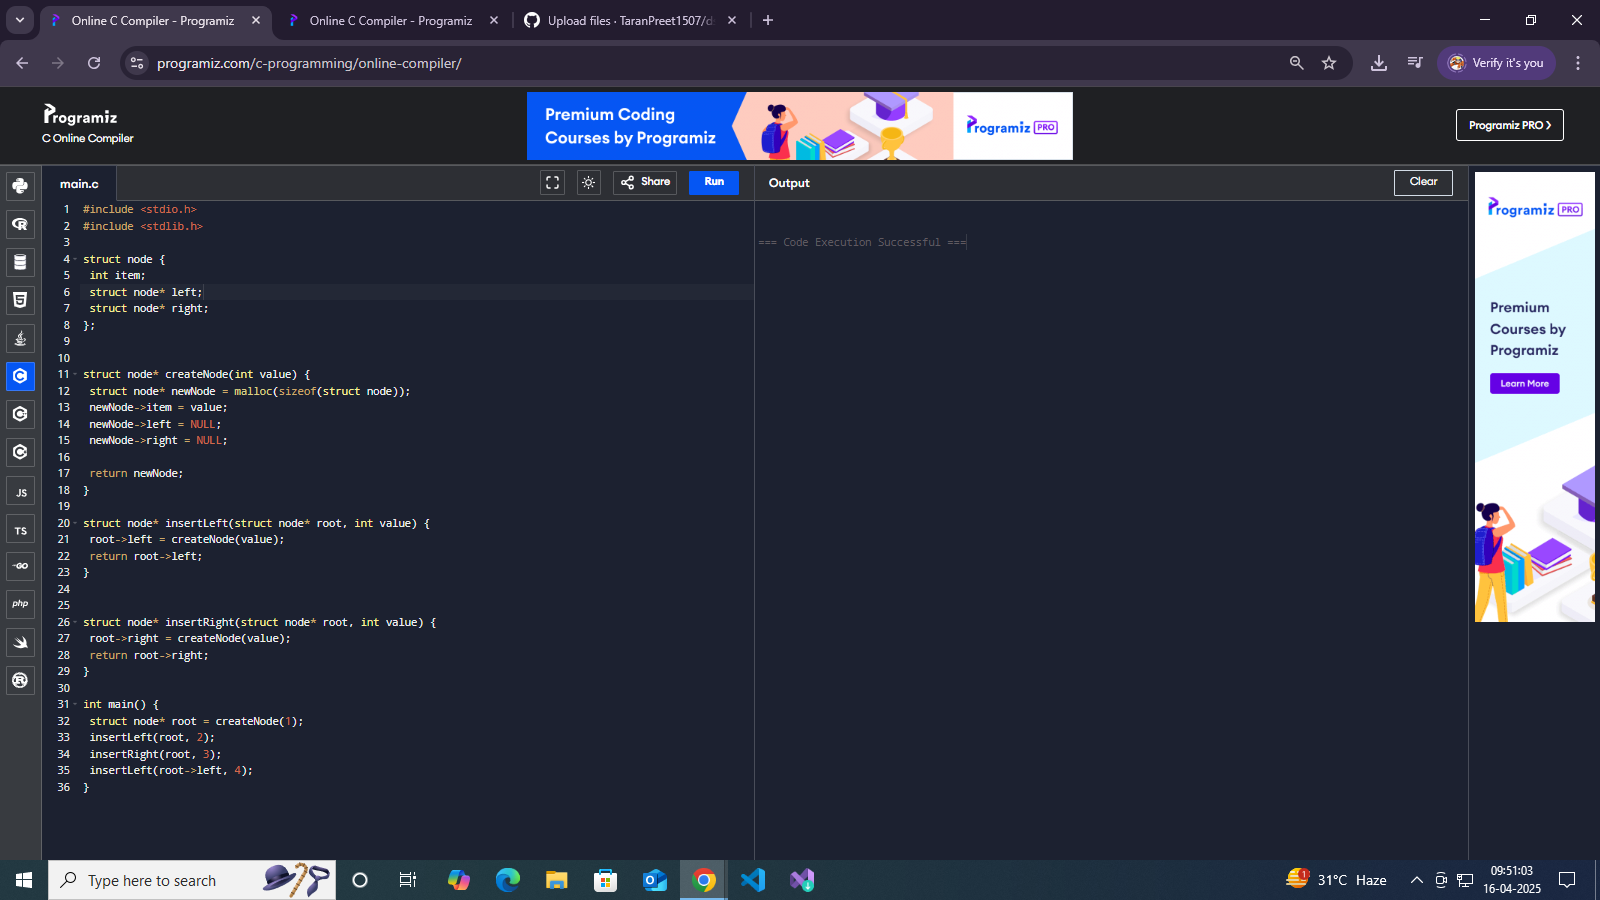 Online C Compiler - Programiz
Online C Compiler - Programiz
Upload files · TaranPreet1507/ds
programiz.com/c-programming/online-compiler/
Verify it's you
Programiz
C Online Compiler
Premium Coding
Courses by Programiz
Programiz PRO
Programiz PRO
main.c
Share
Run
Output
Clear
1 #include <stdio.h>
2 #include <stdlib.h>
3
4 struct node {
5 int item;
6 struct node* left;
7 struct node* right;
8 };
9
10
11 struct node* createNode(int value) {
12 struct node* newNode = malloc(sizeof(struct node));
13 newNode->item = value;
14 newNode->left = NULL;
15 newNode->right = NULL;
16
17 return newNode;
18 }
19
20 struct node* insertLeft(struct node* root, int value) {
21 root->left = createNode(value);
22 return root->left;
23 }
24
25
26 struct node* insertRight(struct node* root, int value) {
27 root->right = createNode(value);
28 return root->right;
29 }
30
31 int main() {
32 struct node* root = createNode(1);
33 insertLeft(root, 2);
34 insertRight(root, 3);
35 insertLeft(root->left, 4);
36 }
=== Code Execution Successful ===
JS
TS
GO
php
Programiz PRO
Premium
Courses by
Programiz
Learn More
Type here to search
1
31°C Haze
09:51:03
16-04-2025